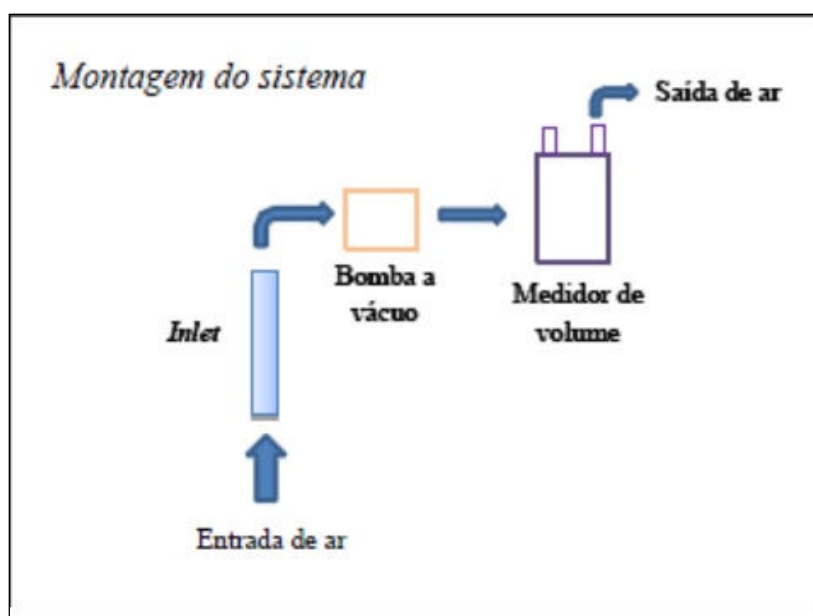 Montagem do sistema
Saída de ar
Bomba a
vácuo
Medidor de
volume
Inlet
Entrada de ar